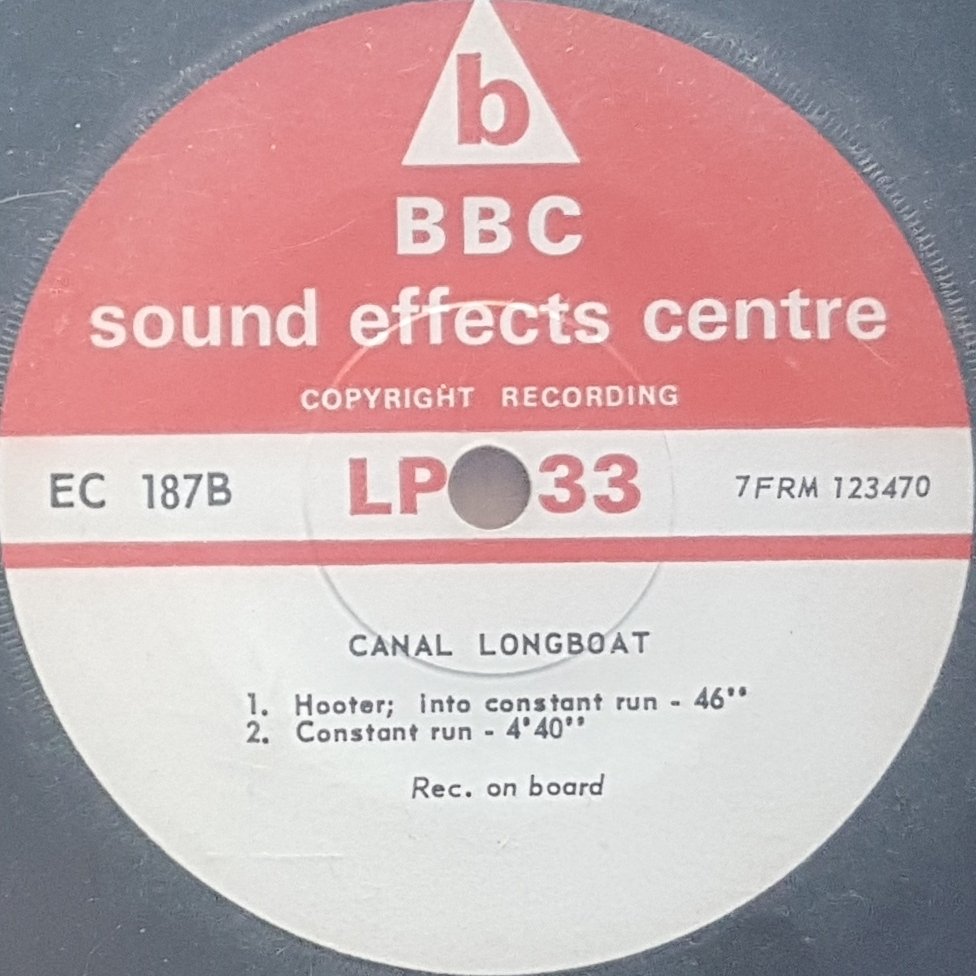 b
BBC
sound effects centre
COPYRIGHT RECORDING
EC 187B LP 33 7FRM 123470
CANAL LONGBOAT
1. Hooter; into constant run - 46''
2. Constant run - 4'40''
Rec. on board